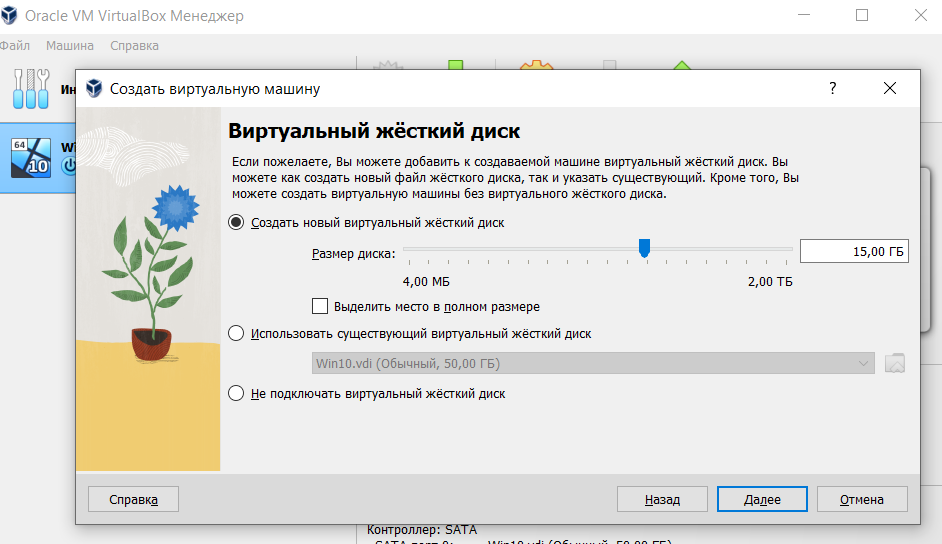 Oracle VM VirtualBox Менеджер
Файл Машина Справка
Создать виртуальную машину ?
64
10
Виртуальный жёсткий диск
Если пожелаете, Вы можете добавить к создаваемой машине виртуальный жёсткий диск. Вы
можете как создать новый файл жёсткого диска, так и указать существующий. Кроме того, Вы
можете создать виртуальную машины без виртуального жёсткого диска.
Создать новый виртуальный жёсткий диск
Размер диска: 15,00 ГБ
4,00 МБ 2,00 ТБ
Выделить место в полном размере
Использовать существующий виртуальный жёсткий диск
Win10.vdi (Обычный, 50,00 ГБ)
Не подключать виртуальный жёсткий диск
Справка Назад Далее Отмена
Контроллер: SATA